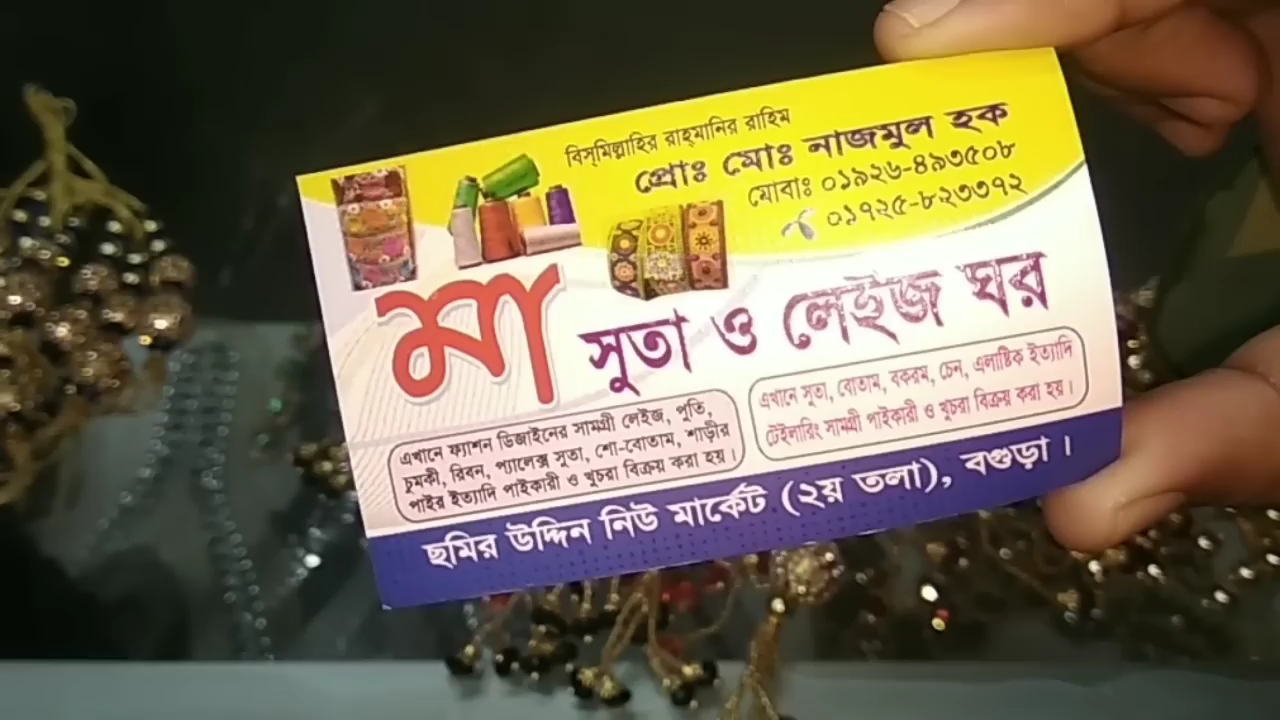 বিস্‌মিল্লাহির রাহ্‌মানির রাহিম
প্রোঃ মোঃ নাজমুল হক
মোবাঃ ০১৯২৬-৪৯৩৫০৮
০১৭২৫-৮২৩৩৭২
মা সুতা ও লেইজ ঘর
এখানে ফ্যাশন ডিজাইনের সামগ্রী লেইজ, পুতি,
চুমকী, রিবন, প্যালেক্স সুতা, শো-বোতাম, শাড়ীর
পাইর ইত্যাদি পাইকারী ও খুচরা বিক্রয় করা হয়।
এখানে সুতা, বোতাম, বকরম, চেন, এলাষ্টিক ইত্যাদি
টেইলারিং সামগ্রী পাইকারী ও খুচরা বিক্রয় করা হয়।
ছমির উদ্দিন নিউ মার্কেট (২য় তলা), বগুড়া।